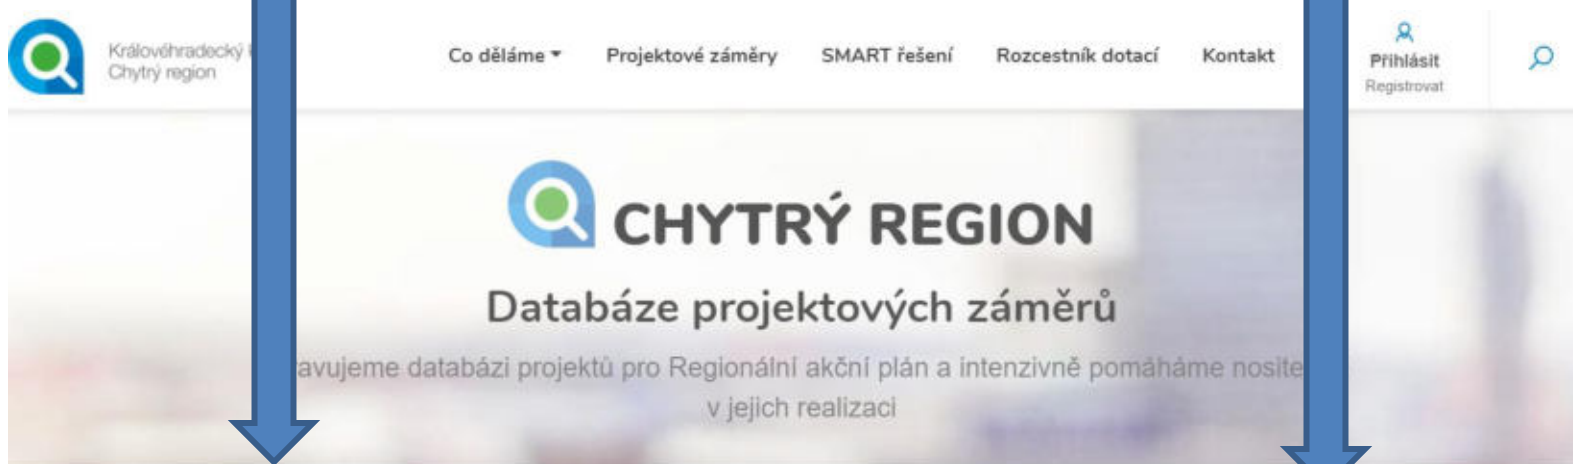 Královéhradecký
Chytrý region
Co děláme Projektové záměry SMART řešení Rozcestník dotací Kontakt
Přihlásit
Registrovat
CHYTRÝ REGION
Databáze projektových záměrů
avujeme databázi projektů pro Regionální akční plán a intenzivně pomáháme nosite
v jejich realizaci